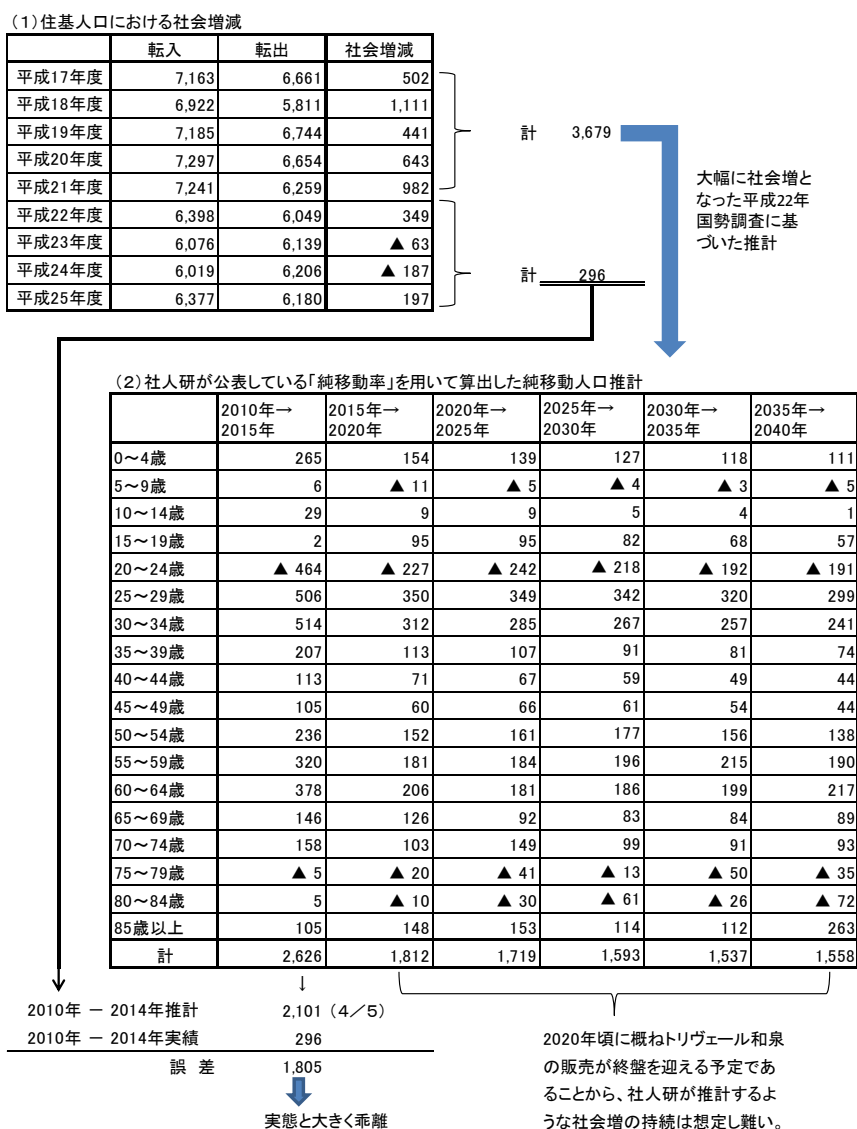 （1）住基人口における社会増減
転入 転出 社会増減
平成17年度 7,163 6,661 502
平成18年度 6,922 5,811 1,111
平成19年度 7,185 6,744 441
平成20年度 7,297 6,654 643
平成21年度 7,241 6,259 982
平成22年度 6,398 6,049 349
平成23年度 6,076 6,139 ▲ 63
平成24年度 6,019 6,206 ▲ 187
平成25年度 6,377 6,180 197
計 3,679
計 296
大幅に社会増と
なった平成22年
国勢調査に基
づいた推計
（2）社人研が公表している「純移動率」を用いて算出した純移動人口推計
2010年→ 2015年→ 2020年→ 2025年→ 2030年→ 2035年→
2015年 2020年 2025年 2030年 2035年 2040年
0～4歳 265 154 139 127 118 111
5～9歳 6 ▲ 11 ▲ 5 ▲ 4 ▲ 3 ▲ 5
10～14歳 29 9 9 5 4 1
15～19歳 2 95 95 82 68 57
20～24歳 ▲ 464 ▲ 227 ▲ 242 ▲ 218 ▲ 192 ▲ 191
25～29歳 506 350 349 342 320 299
30～34歳 514 312 285 267 257 241
35～39歳 207 113 107 91 81 74
40～44歳 113 71 67 59 49 44
45～49歳 105 60 66 61 54 44
50～54歳 236 152 161 177 156 138
55～59歳 320 181 184 196 215 190
60～64歳 378 206 181 186 199 217
65～69歳 146 126 92 83 84 89
70～74歳 158 103 149 99 91 93
75～79歳 ▲ 5 ▲ 20 ▲ 41 ▲ 13 ▲ 50 ▲ 35
80～84歳 5 ▲ 10 ▲ 30 ▲ 61 ▲ 26 ▲ 72
85歳以上 105 148 153 114 112 263
計 2,626 1,812 1,719 1,593 1,537 1,558
↓
2010年 － 2014年推計 2,101 （4／5）
2010年 － 2014年実績 296
誤 差 1,805
実態と大きく乖離
2020年頃に概ねトリヴェール和泉
の販売が終盤を迎える予定であ
ることから、社人研が推計するよ
うな社会増の持続は想定し難い。